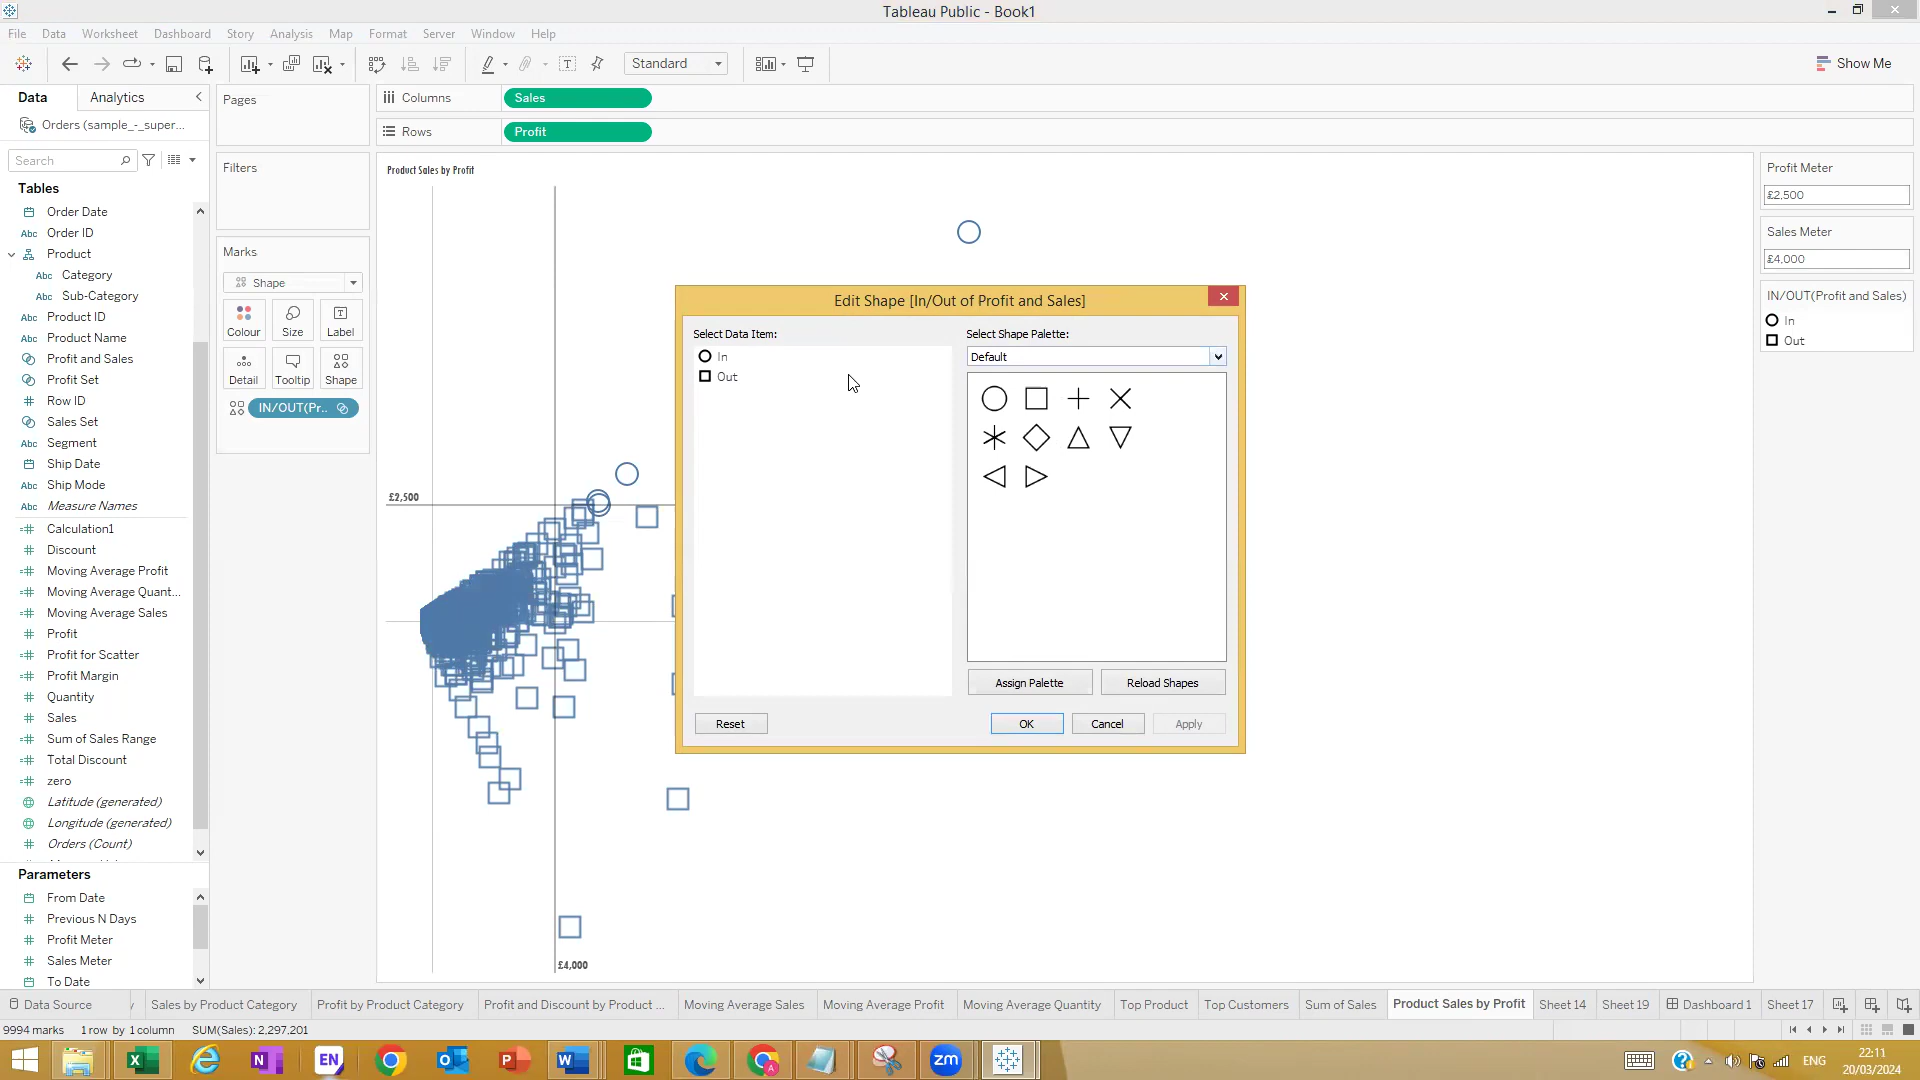 Tableau Public - Book1
File Data Worksheet Dashboard Story Analysis Map Format Server Window Help
Standard
Show Me
Data Analytics
Orders (sample_-_super...
Search
Tables
Order Date
Order ID
Product
Category
Sub-Category
Product ID
Product Name
Profit and Sales
Profit Set
Row ID
Sales Set
Segment
Ship Date
Ship Mode
Measure Names
Calculation1
Discount
Moving Average Profit
Moving Average Quant...
Moving Average Sales
Profit
Profit for Scatter
Profit Margin
Quantity
Sales
Sum of Sales Range
Total Discount
zero
Latitude (generated)
Longitude (generated)
Orders (Count)
Parameters
From Date
Previous N Days
Profit Meter
Sales Meter
To Date
Pages
Filters
Marks
Shape
Colour Size Label
Detail Tooltip Shape
IN/OUT(Pr..
Columns Sales
Rows Profit
Product Sales by Profit
£2,500
£4,000
Edit Shape [In/Out of Profit and Sales]
Select Data Item:
In
Out
Select Shape Palette:
Default
Assign Palette Reload Shapes
Reset OK Cancel Apply
Profit Meter
£2,500
Sales Meter
£4,000
IN/OUT(Profit and Sales)
In
Out
Data Source Sales by Product Category Profit by Product Category Profit and Discount by Product ... Moving Average Sales Moving Average Profit Moving Average Quantity Top Product Top Customers Sum of Sales Product Sales by Profit Sheet 14 Sheet 19 Dashboard 1 Sheet 17
9994 marks 1 row by 1 column SUM(Sales): 2,297,201
ENG
22:11
20/03/2024